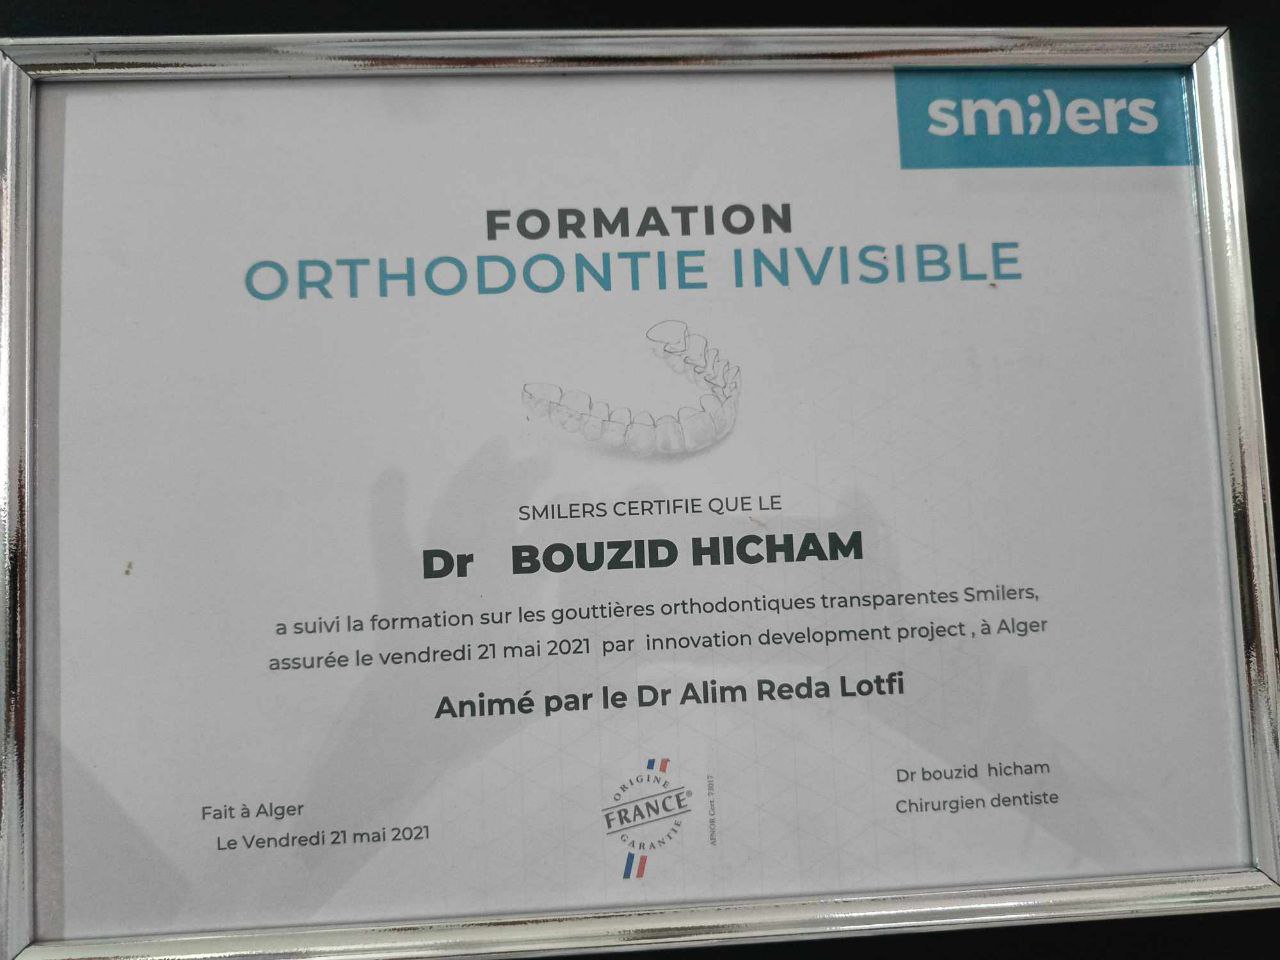 sm;)ers
FORMATION
ORTHODONTIE INVISIBLE
SMILERS CERTIFIE QUE LE
Dr BOUZID HICHAM
a suivi la formation sur les gouttières orthodontiques transparentes Smilers,
assurée le vendredi 21 mai 2021 par innovation development project , à Alger
Animé par le Dr Alim Reda Lotfi
Fait à Alger
Le Vendredi 21 mai 2021
ORIGINE
FRANCE®
GARANTIE
AFNOR Cert. 73017
Dr bouzid hicham
Chirurgien dentiste